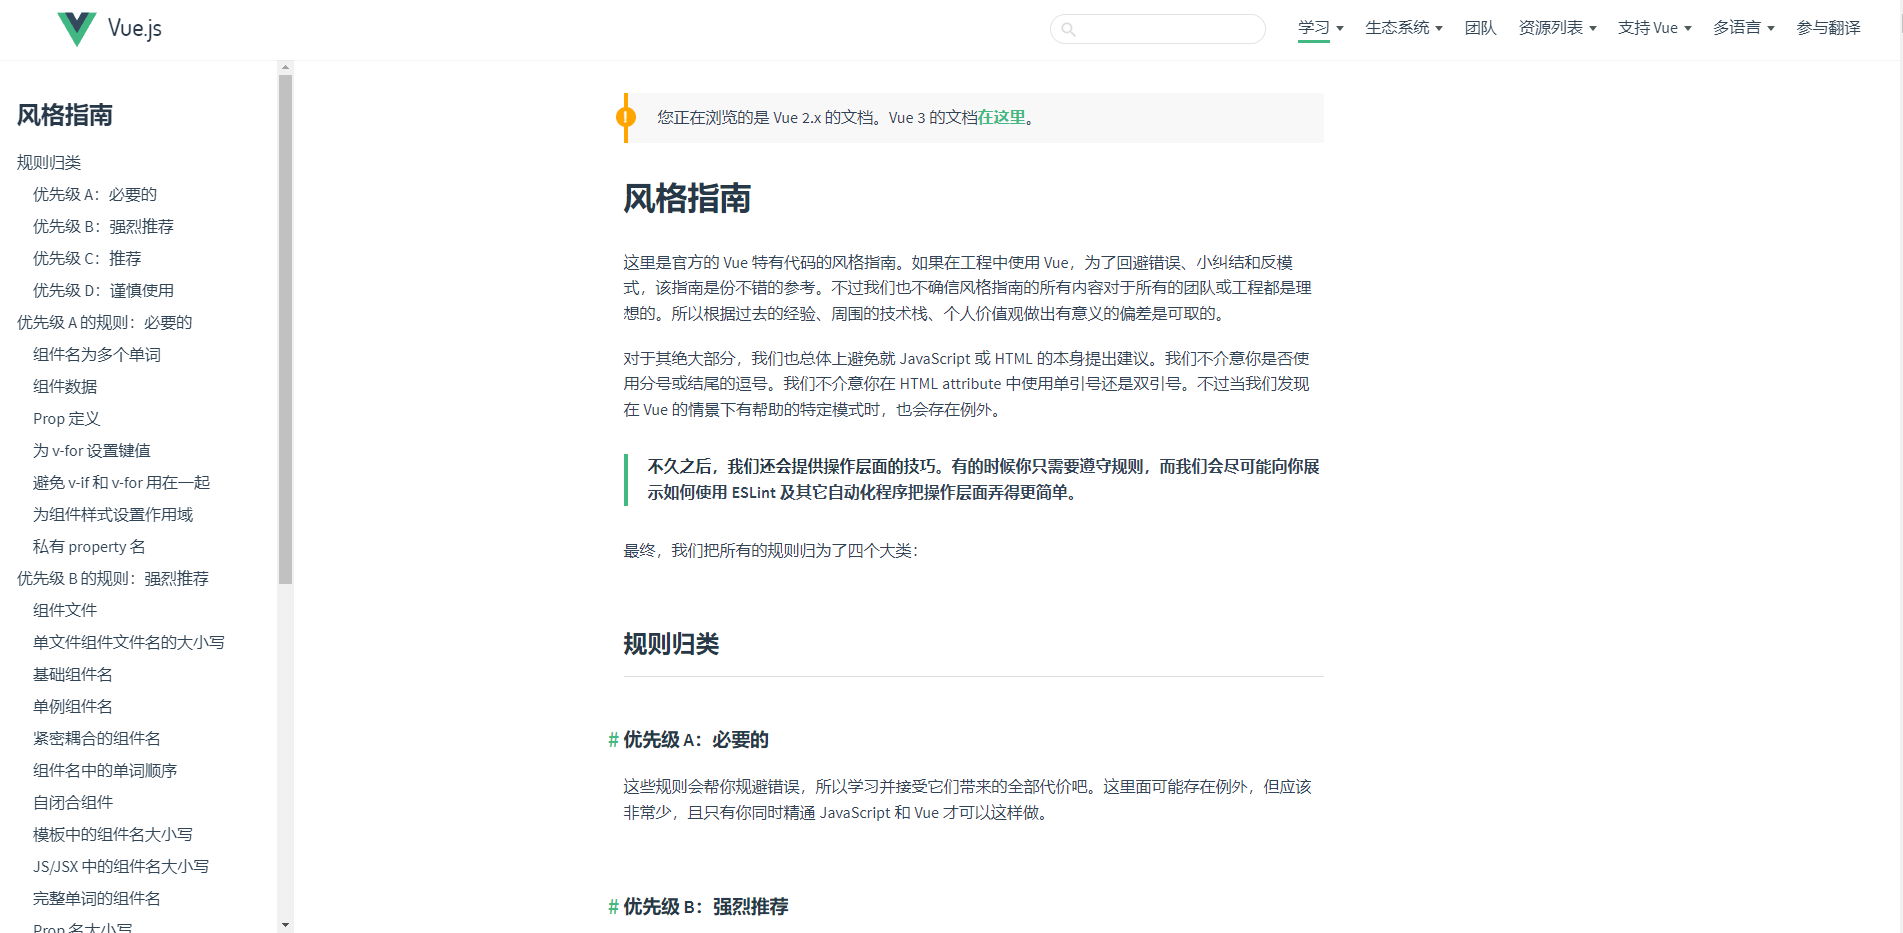 Vue.js
学习
生态系统
团队
资源列表
支持 Vue
多语言
参与翻译
风格指南
规则归类
优先级 A：必要的
优先级 B：强烈推荐
优先级 C：推荐
优先级 D：谨慎使用
优先级 A 的规则：必要的
组件名为多个单词
组件数据
Prop 定义
为 v-for 设置键值
避免 v-if 和 v-for 用在一起
为组件样式设置作用域
私有 property 名
优先级 B 的规则：强烈推荐
组件文件
单文件组件文件名的大小写
基础组件名
单例组件名
紧密耦合的组件名
组件名中的单词顺序
自闭合组件
模板中的组件名大小写
JS/JSX 中的组件名大小写
完整单词的组件名
Prop 名大小写
您正在浏览的是 Vue 2.x 的文档。Vue 3 的文档在这里。
风格指南
这里是官方的 Vue 特有代码的风格指南。如果在工程中使用 Vue，为了回避错误、小纠结和反模
式，该指南是份不错的参考。不过我们也不确信风格指南的所有内容对于所有的团队或工程都是理
想的。所以根据过去的经验、周围的技术栈、个人价值观做出有意义的偏差是可取的。
对于其绝大部分，我们也总体上避免就 JavaScript 或 HTML 的本身提出建议。我们不介意你是否使
用分号或结尾的逗号。我们不介意你在 HTML attribute 中使用单引号还是双引号。不过当我们发现
在 Vue 的情景下有帮助的特定模式时，也会存在例外。
不久之后，我们还会提供操作层面的技巧。有的时候你只需要遵守规则，而我们会尽可能向你展
示如何使用 ESLint 及其它自动化程序把操作层面弄得更简单。
最终，我们把所有的规则归为了四个大类：
规则归类
# 优先级 A：必要的
这些规则会帮你规避错误，所以学习并接受它们带来的全部代价吧。这里面可能存在例外，但应该
非常少，且只有你同时精通 JavaScript 和 Vue 才可以这样做。
# 优先级 B：强烈推荐